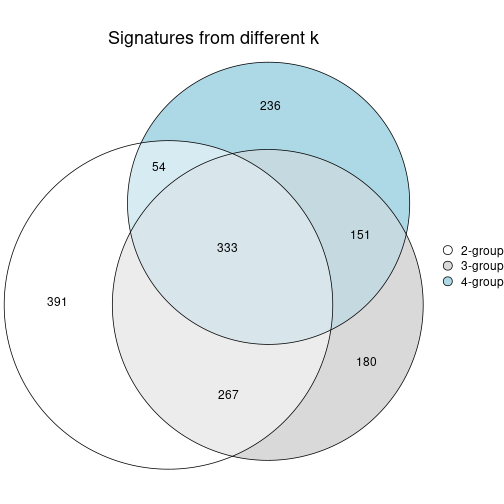 Signatures from different k
236
54
333
151
391
180
267
2-group
3-group
4-group